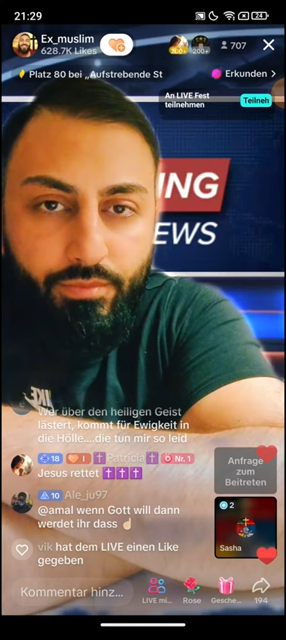 21:29
24
Ex_muslim
628.7K Likes
300+
200+
707
Platz 80 bei „Aufstrebende St
Erkunden >
An LIVE Fest
teilnehmen
Teilneh
ING
EWS
Wer über den heiligen Geist
lästert, kommt für Ewigkeit in
die Hölle....die tun mir so leid
18
I
✝️Patricia✝️
Nr. 1
Jesus rettet ✝️✝️✝️
10
Ale_ju97
@amal wenn Gott will dann
werdet ihr dass ☝🏻
vik hat dem LIVE einen Like
gegeben
Anfrage
zum
Beitreten
2
Sasha
Kommentar hinz...
LIVE mi...
Rose
Gesche...
194